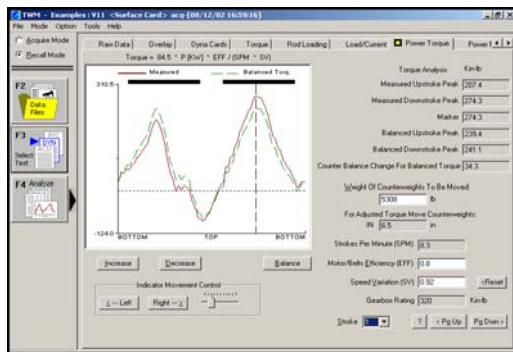 TWM - Examples : V11 <Surface Card> acq-[08/12/02 16:59:16]
File Mode Option Tools Help
Acquire Mode
Recall Mode
F2
Data Files
F3
Select Test
F4 Analyze
Raw Data Overlay Dyna Cards Torque Rod Loading Load/Current Power Torque
Torque = 84.5 * P [Kw] * EFF / (SPM * SV)
Measured Balanced Torq.
310.5
-124.0
BOTTOM TOP BOTTOM
Increase Decrease Balance
Indicator Movement Control
< - Left Right - >
Torque Analysis Kin-lb
Measured Upstroke Peak 207.4
Measured Downstroke Peak 274.3
Marker 274.3
Balanced Upstroke Peak 239.4
Balanced Downstroke Peak 241.1
Counter Balance Change For Balanced Torque 34.3
Weight Of Counterweights To Be Moved:
5308 lb
For Adjusted Torque Move Counterweights:
IN 6.5 in
Strokes Per Minute (SPM) 8.3
Motor/Belts Efficiency (EFF) 0.8
Speed Variation (SV) 0.92 <Reset
Gearbox Rating 320 Kin-lb
Stroke 1 ? < Pg Up Pg Dwn >